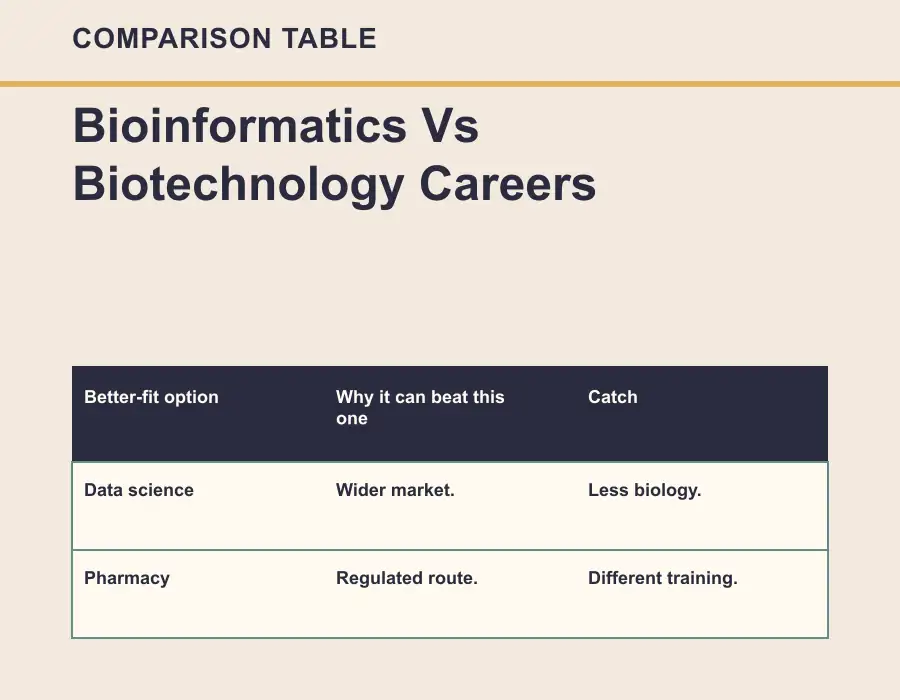 COMPARISON TABLE
Bioinformatics Vs
Biotechnology Careers
Better-fit option
Why it can beat this
one
Catch
Data science
Wider market.
Less biology.
Pharmacy
Regulated route.
Different training.